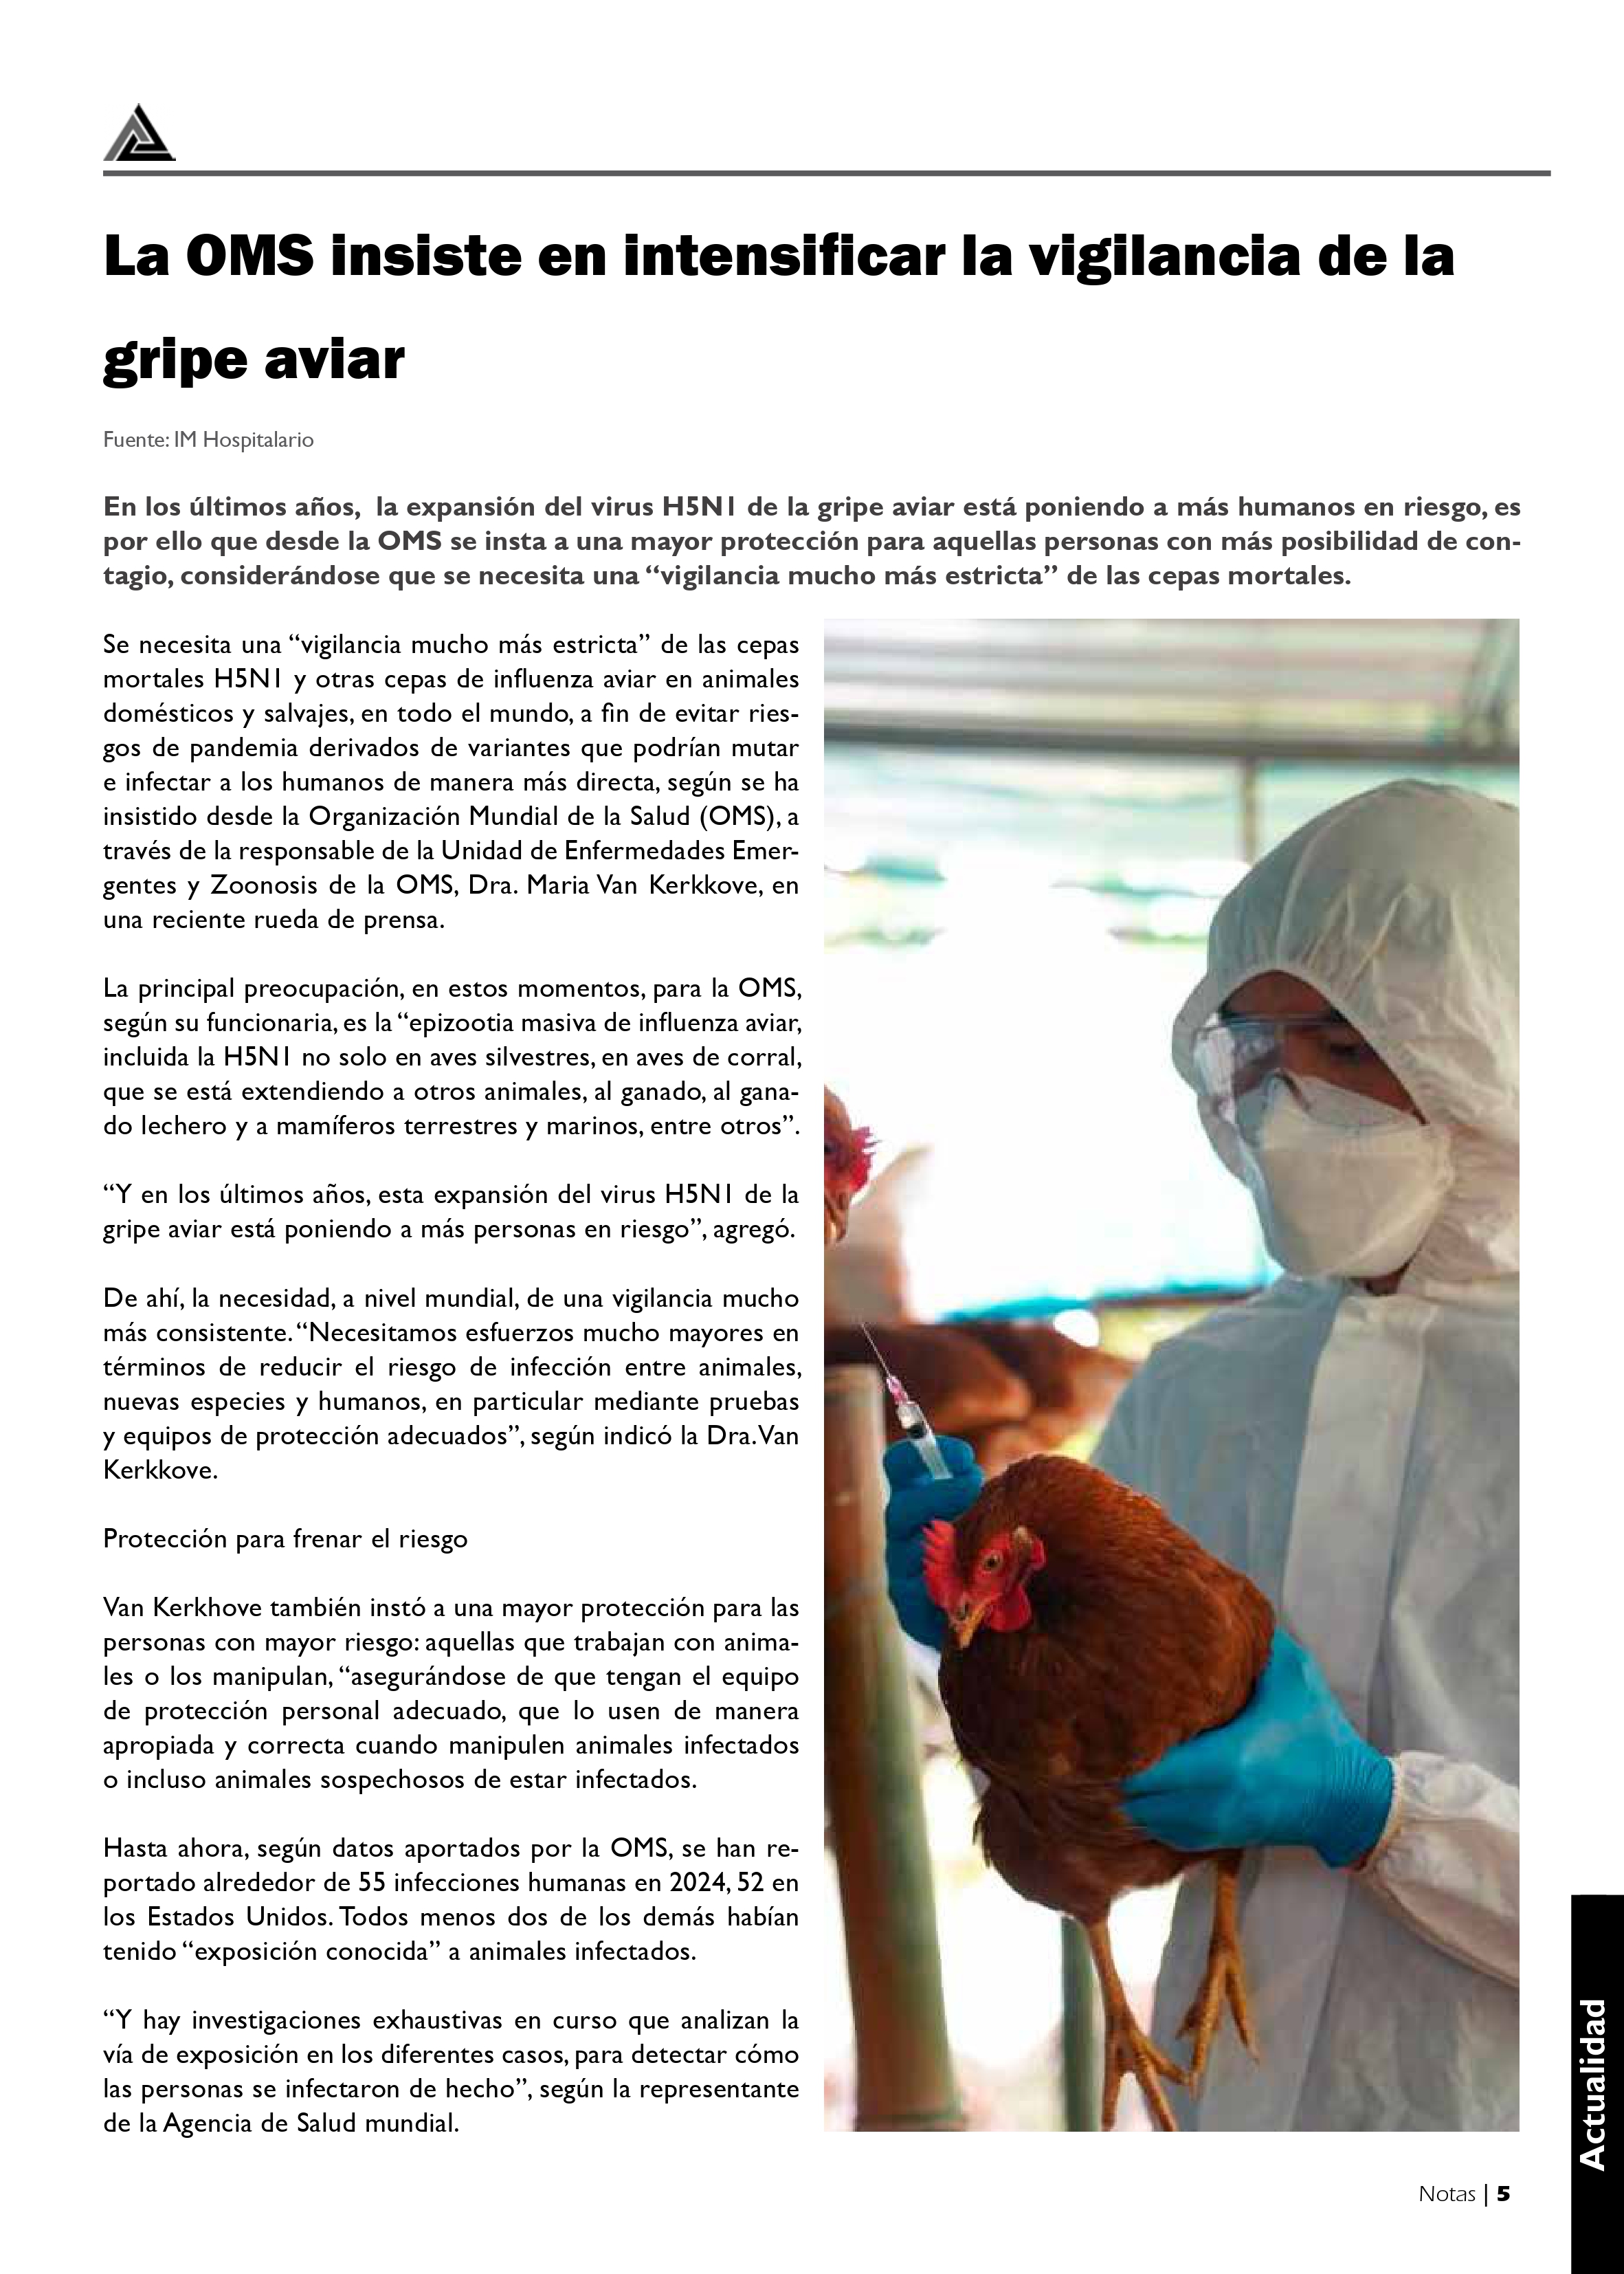 La OMS insiste en intensificar la vigilancia de la
gripe aviar
Fuente: IM Hospitalario
En los últimos años, la expansión del virus H5N1 de la gripe aviar está poniendo a más humanos en riesgo, es
por ello que desde la OMS se insta a una mayor protección para aquellas personas con más posibilidad de con-
tagio, considerándose que se necesita una “vigilancia mucho más estricta” de las cepas mortales.
Se necesita una “vigilancia mucho más estricta” de las cepas
mortales H5N1 y otras cepas de influenza aviar en animales
domésticos y salvajes, en todo el mundo, a fin de evitar ries-
gos de pandemia derivados de variantes que podrían mutar
e infectar a los humanos de manera más directa, según se ha
insistido desde la Organización Mundial de la Salud (OMS), a
través de la responsable de la Unidad de Enfermedades Emer-
gentes y Zoonosis de la OMS, Dra. Maria Van Kerkkove, en
una reciente rueda de prensa.
La principal preocupación, en estos momentos, para la OMS,
según su funcionaria, es la “epizootia masiva de influenza aviar,
incluida la H5N1 no solo en aves silvestres, en aves de corral,
que se está extendiendo a otros animales, al ganado, al gana-
do lechero y a mamíferos terrestres y marinos, entre otros”.
“Y en los últimos años, esta expansión del virus H5N1 de la
gripe aviar está poniendo a más personas en riesgo”, agregó.
De ahí, la necesidad, a nivel mundial, de una vigilancia mucho
más consistente. “Necesitamos esfuerzos mucho mayores en
términos de reducir el riesgo de infección entre animales,
nuevas especies y humanos, en particular mediante pruebas
y equipos de protección adecuados”, según indicó la Dra. Van
Kerkkove.
Protección para frenar el riesgo
Van Kerkhove también instó a una mayor protección para las
personas con mayor riesgo: aquellas que trabajan con anima-
les o los manipulan, “asegurándose de que tengan el equipo
de protección personal adecuado, que lo usen de manera
apropiada y correcta cuando manipulen animales infectados
o incluso animales sospechosos de estar infectados.
Hasta ahora, según datos aportados por la OMS, se han re-
portado alrededor de 55 infecciones humanas en 2024, 52 en
los Estados Unidos. Todos menos dos de los demás habían
tenido “exposición conocida” a animales infectados.
“Y hay investigaciones exhaustivas en curso que analizan la
vía de exposición en los diferentes casos, para detectar cómo
las personas se infectaron de hecho”, según la representante
de la Agencia de Salud mundial.
Actualidad
Notas | 5